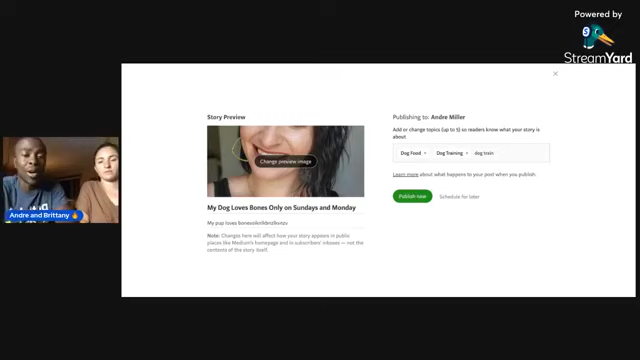 Powered by
StreamYard
Story Preview
Change preview image
My Dog Loves Bones Only on Sundays and Monday
Note: Changes here will affect how your story appears in public
places like Medium's homepage and in subscribers' inboxes — not the
contents of the story itself.
Publishing to: Andre Miller
Add or change topics (up to 5) so readers know what your story is
about
Dog Food Dog Training dog train
Learn more about what happens to your post when you publish.
Publish now Schedule for later
Andre and Brittany
My pup loves